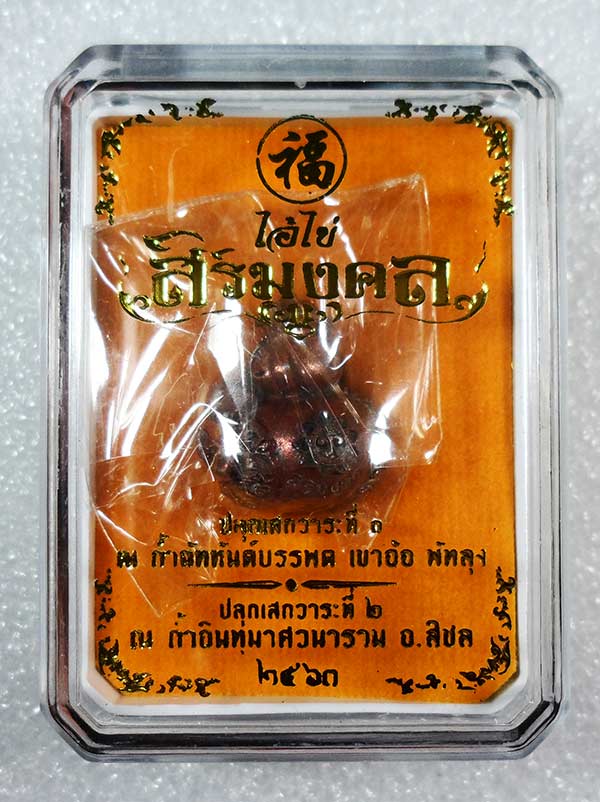 福
ไอ้ไข่
สิริมงคล
ปลุกเสกวาระที่ ๑
ณ ถ้ำฉัททันต์บรรพต เขาอ้อ พัทลุง
ปลุกเสกวาระที่ ๒
ณ ถ้ำอินทนาศวนาราม อ.สิชล
๒๕๖๓